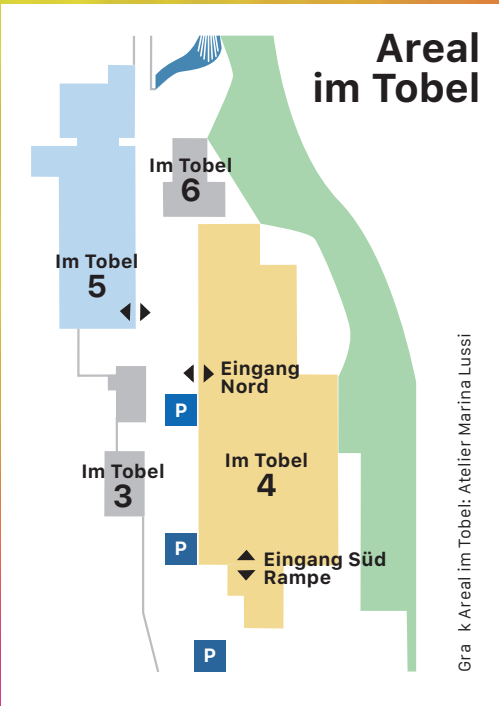 Areal
im Tobel
Im Tobel
6
Im Tobel
5
Eingang
Nord
P
Im Tobel
4
Im Tobel
3
P
Eingang Süd
Rampe
P
Gra k Areal im Tobel: Atelier Marina Lussi